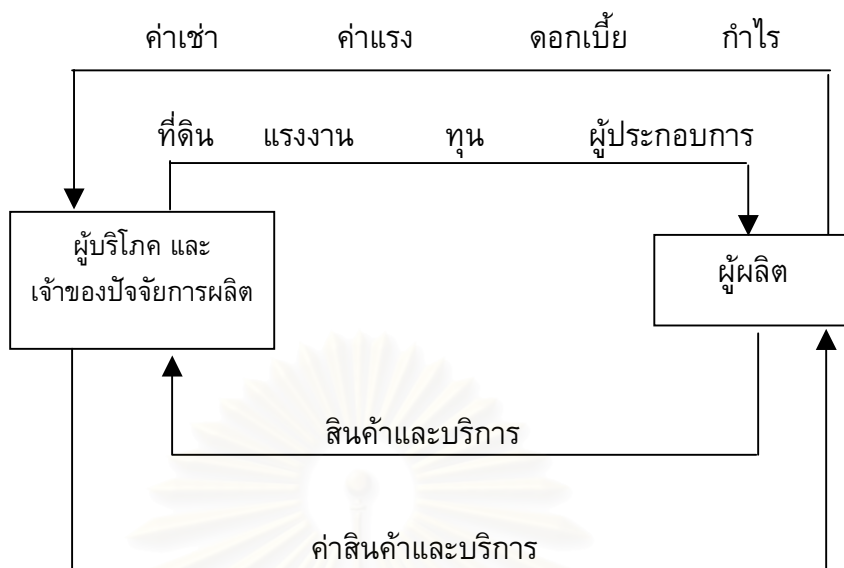 ค่าเช่า ค่าแรง ดอกเบี้ย กำไร
ที่ดิน แรงงาน ทุน ผู้ประกอบการ
ผู้บริโภค และ
เจ้าของปัจจัยการผลิต
ผู้ผลิต
สินค้าและบริการ
ค่าสินค้าและบริการ